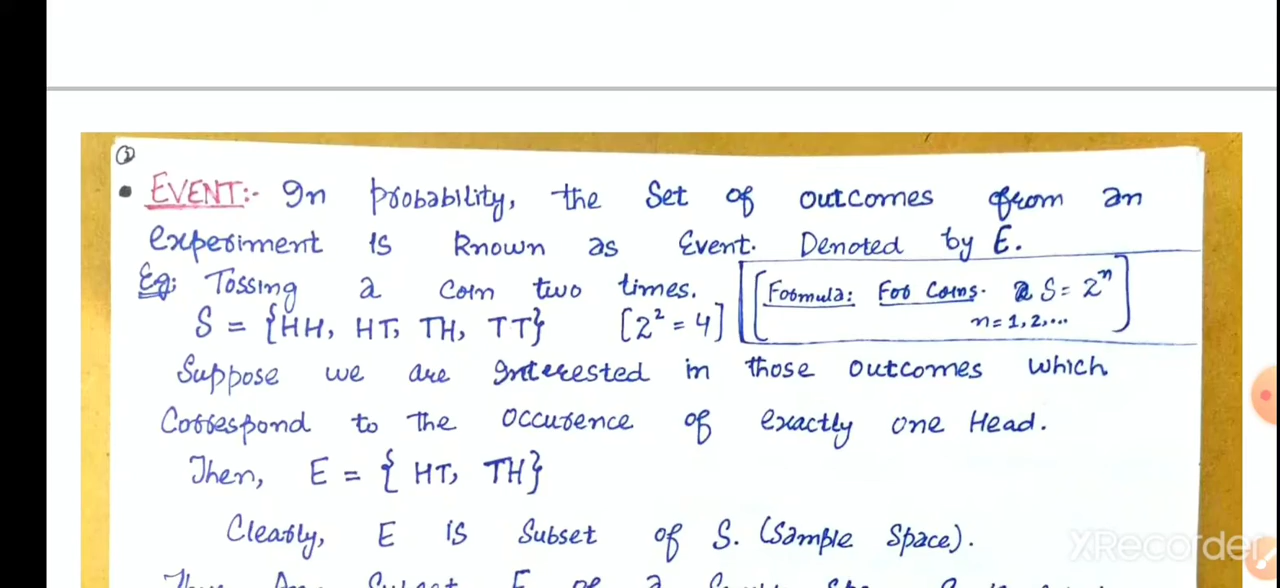 ①
• EVENT:- In probability, the Set of outcomes from an
experiment is known as Event. Denoted by E.
Eg: Tossing a coin two times.
[Formula: For Coins. S = 2ⁿ
n = 1, 2, ...]
S = {HH, HT, TH, TT} [2² = 4]
Suppose we are interested in those outcomes which
Correspond to the occurence of exactly one Head.
Then, E = { HT, TH}
Clearly, E is Subset of S. (Sample Space).
XRecorder